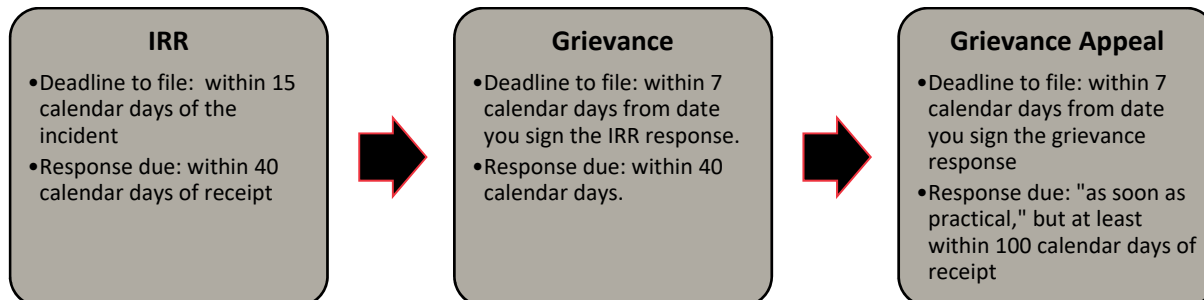 IRR
•Deadline to file: within 15
calendar days of the
incident
•Response due: within 40
calendar days of receipt
Grievance
•Deadline to file: within 7
calendar days from date
you sign the IRR response.
•Response due: within 40
calendar days.
Grievance Appeal
•Deadline to file: within 7
calendar days from date
you sign the grievance
response
•Response due: "as soon as
practical," but at least
within 100 calendar days of
receipt